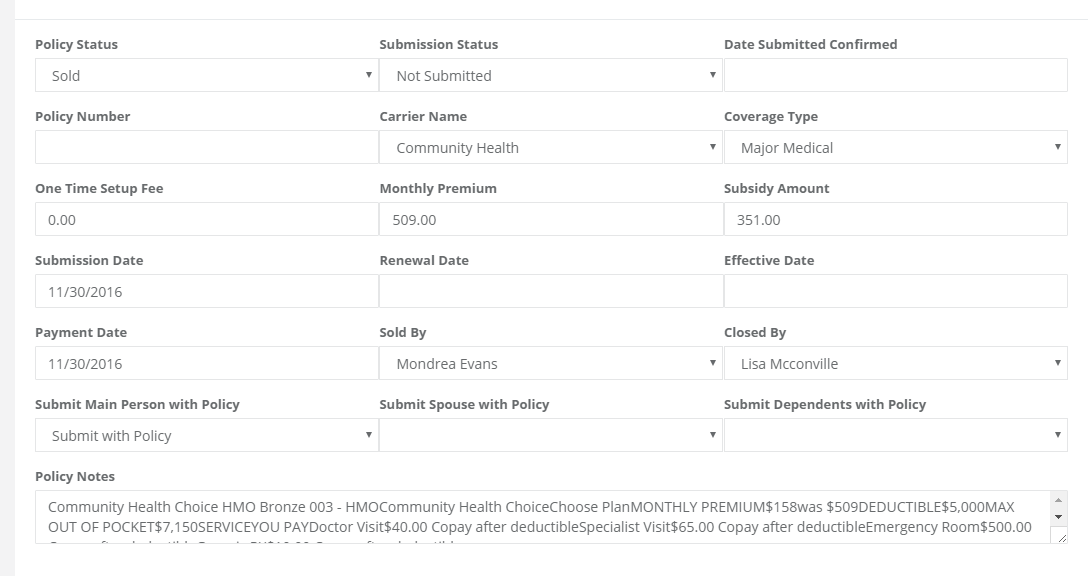 Policy Status
Submission Status
Date Submitted Confirmed
Sold
Not Submitted
Policy Number
Carrier Name
Coverage Type
Community Health
Major Medical
One Time Setup Fee
Monthly Premium
Subsidy Amount
0.00
509.00
351.00
Submission Date
Renewal Date
Effective Date
11/30/2016
Payment Date
Sold By
Closed By
11/30/2016
Mondrea Evans
Lisa Mcconville
Submit Main Person with Policy
Submit Spouse with Policy
Submit Dependents with Policy
Submit with Policy
Policy Notes
Community Health Choice HMO Bronze 003 - HMOCommunity Health ChoiceChoose PlanMONTHLY PREMIUM$158was $509DEDUCTIBLE$5,000MAX
OUT OF POCKET$7,150SERVICEYOU PAYDoctor Visit$40.00 Copay after deductibleSpecialist Visit$65.00 Copay after deductibleEmergency Room$500.00